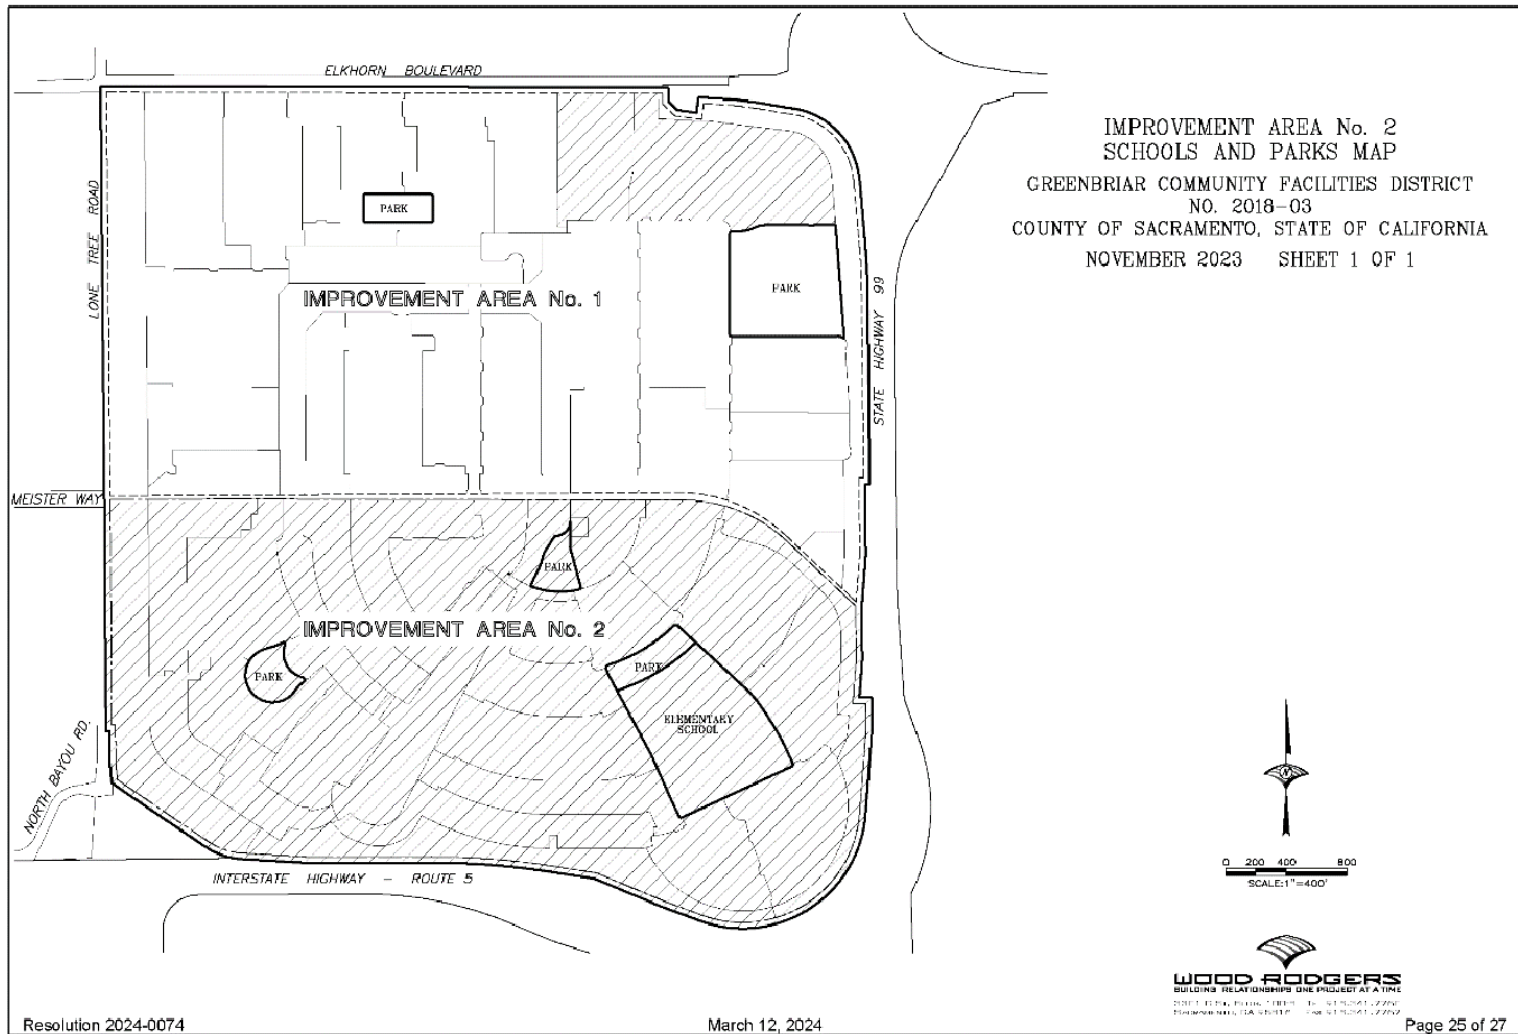 ELKHORN BOULEVARD
IMPROVEMENT AREA No. 2
SCHOOLS AND PARKS MAP
GREENBRIAR COMMUNITY FACILITIES DISTRICT
NO. 2018-03
COUNTY OF SACRAMENTO, STATE OF CALIFORNIA
NOVEMBER 2023 SHEET 1 OF 1
LONE TREE ROAD
PARK
PARK
IMPROVEMENT AREA No. 1
STATE HIGHWAY 99
MEISTER WAY
PARK
IMPROVEMENT AREA No. 2
PARK
PARK
ELEMENTARY
SCHOOL
NORTH BAYOU RD.
N
INTERSTATE HIGHWAY - ROUTE 5
0 200 400 800
SCALE: 1"=400'
WOOD RODGERS
BUILDING RELATIONSHIPS ONE PROJECT AT A TIME
Resolution 2024-0074
March 12, 2024
Page 25 of 27